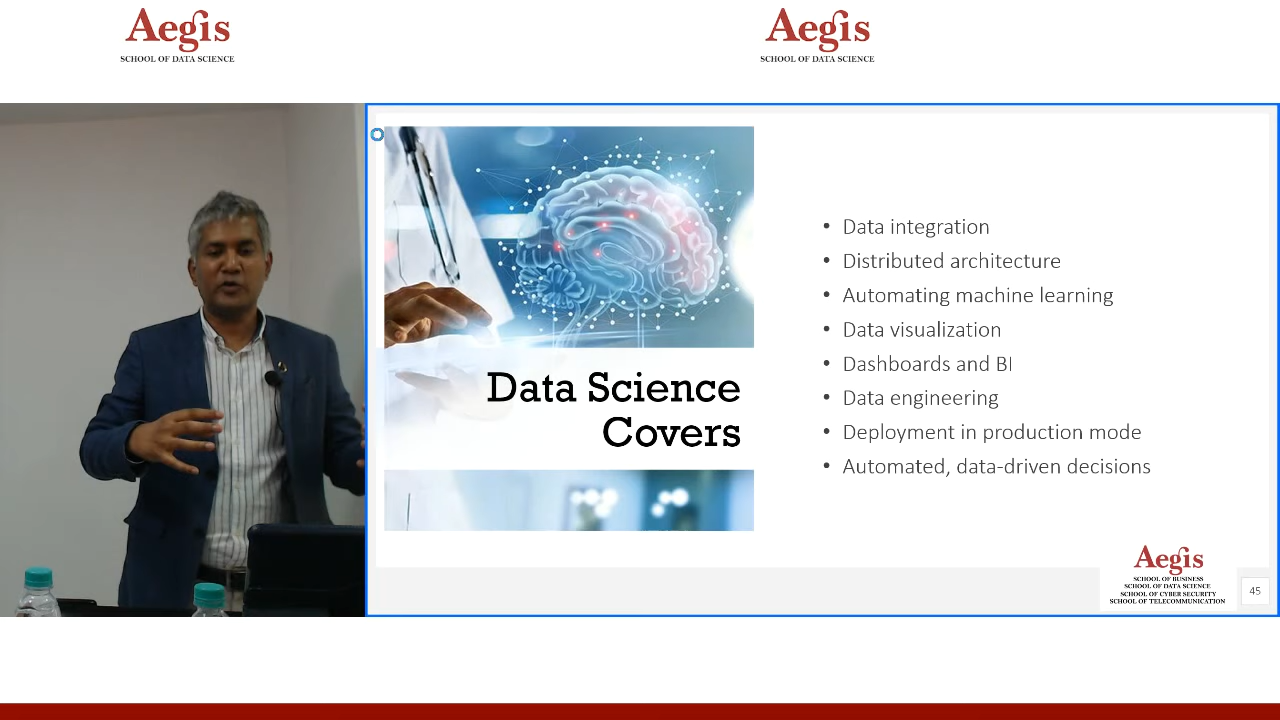 Aegis
SCHOOL OF DATA SCIENCE
Aegis
SCHOOL OF DATA SCIENCE
Data Science
Covers
• Data integration
• Distributed architecture
• Automating machine learning
• Data visualization
• Dashboards and BI
• Data engineering
• Deployment in production mode
• Automated, data-driven decisions
Aegis
SCHOOL OF BUSINESS
SCHOOL OF DATA SCIENCE
SCHOOL OF CYBER SECURITY
SCHOOL OF TELECOMMUNICATION
45